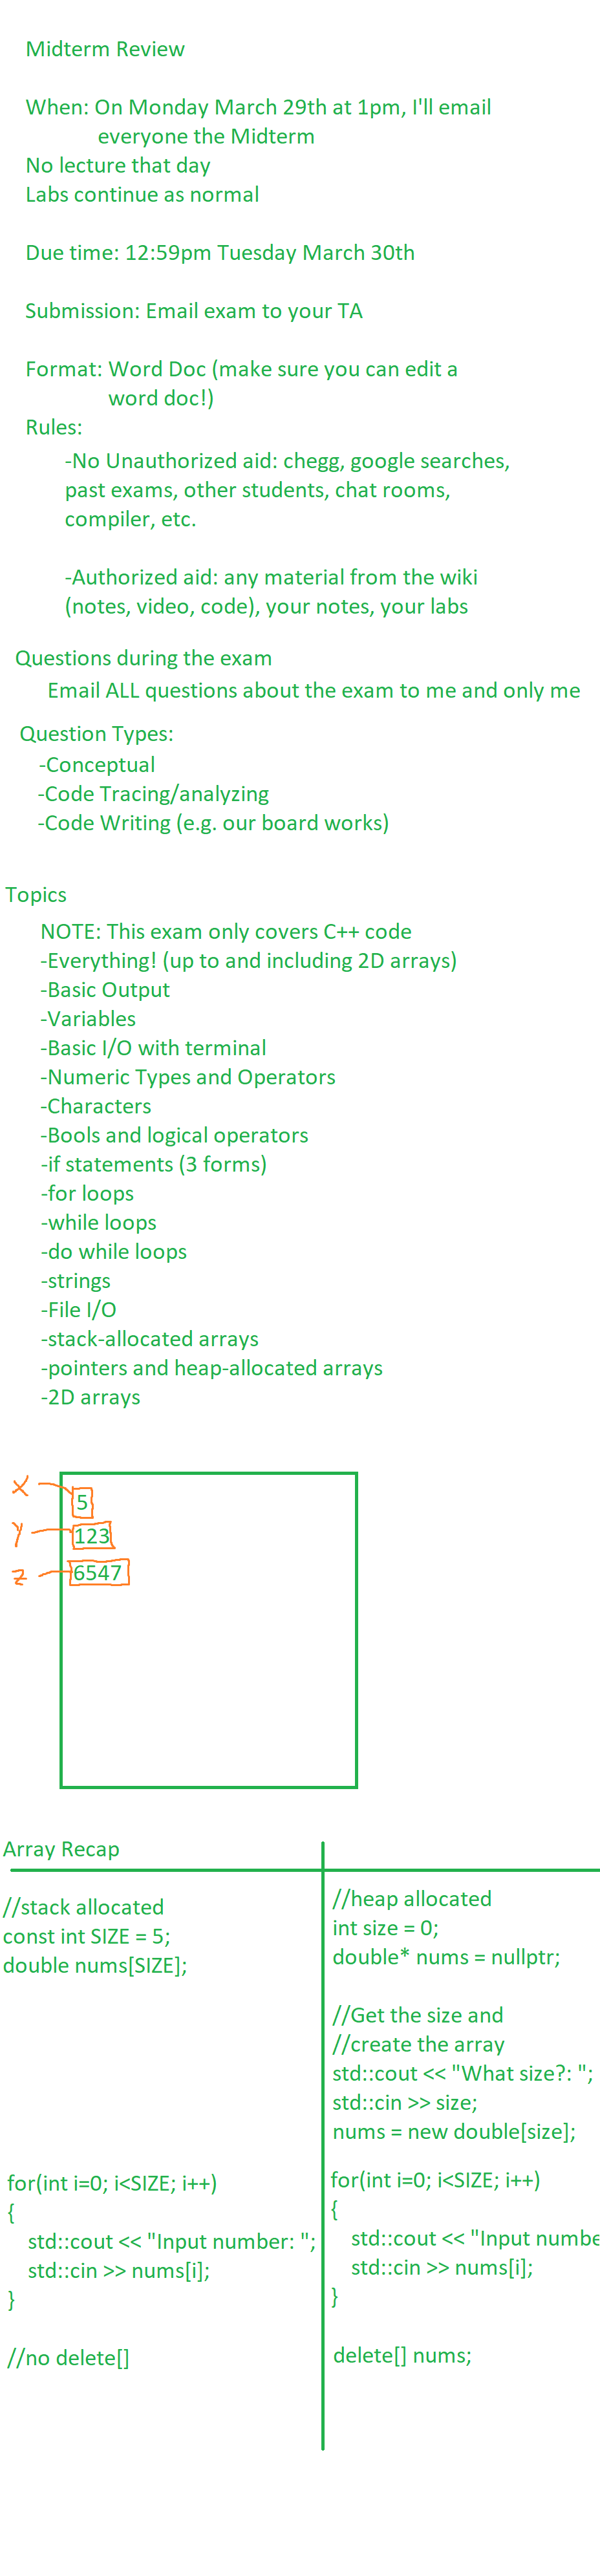 Midterm Review
When: On Monday March 29th at 1pm, I'll email
everyone the Midterm
No lecture that day
Labs continue as normal
Due time: 12:59pm Tuesday March 30th
Submission: Email exam to your TA
Format: Word Doc (make sure you can edit a
word doc!)
Rules:
-No Unauthorized aid: chegg, google searches,
past exams, other students, chat rooms,
compiler, etc.
-Authorized aid: any material from the wiki
(notes, video, code), your notes, your labs
Questions during the exam
Email ALL questions about the exam to me and only me
Question Types:
-Conceptual
-Code Tracing/analyzing
-Code Writing (e.g. our board works)
Topics
NOTE: This exam only covers C++ code
-Everything! (up to and including 2D arrays)
-Basic Output
-Variables
-Basic I/O with terminal
-Numeric Types and Operators
-Characters
-Bools and logical operators
-if statements (3 forms)
-for loops
-while loops
-do while loops
-strings
-File I/O
-stack-allocated arrays
-pointers and heap-allocated arrays
-2D arrays
x 5
y 123
z 6547
Array Recap
//stack allocated
const int SIZE = 5;
double nums[SIZE];
for(int i=0; i<SIZE; i++)
{
std::cout << "Input number: ";
std::cin >> nums[i];
}
//no delete[]
//heap allocated
int size = 0;
double* nums = nullptr;
//Get the size and
//create the array
std::cout << "What size?: ";
std::cin >> size;
nums = new double[size];
for(int i=0; i<SIZE; i++)
{
std::cout << "Input numbe
std::cin >> nums[i];
}
delete[] nums;